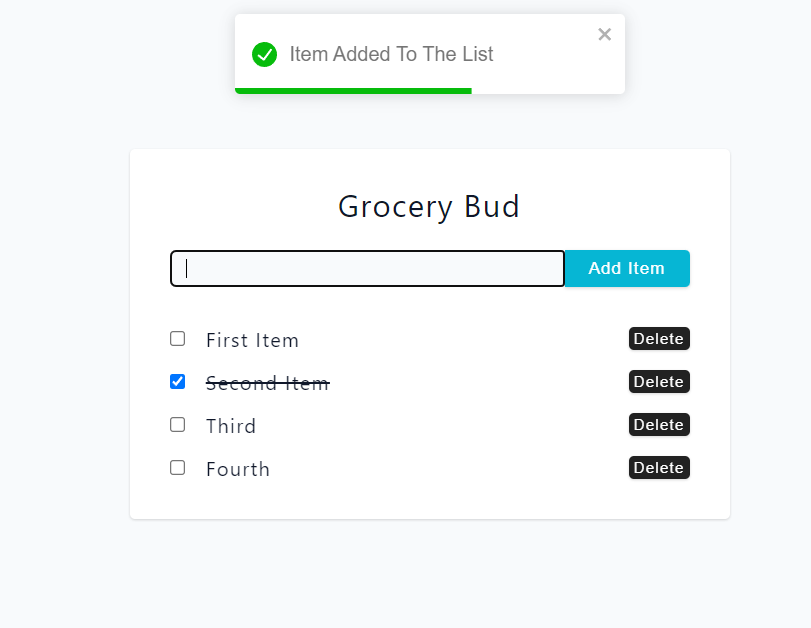 Item Added To The List
Grocery Bud
Add Item
First Item Delete
Second Item Delete
Third Delete
Fourth Delete